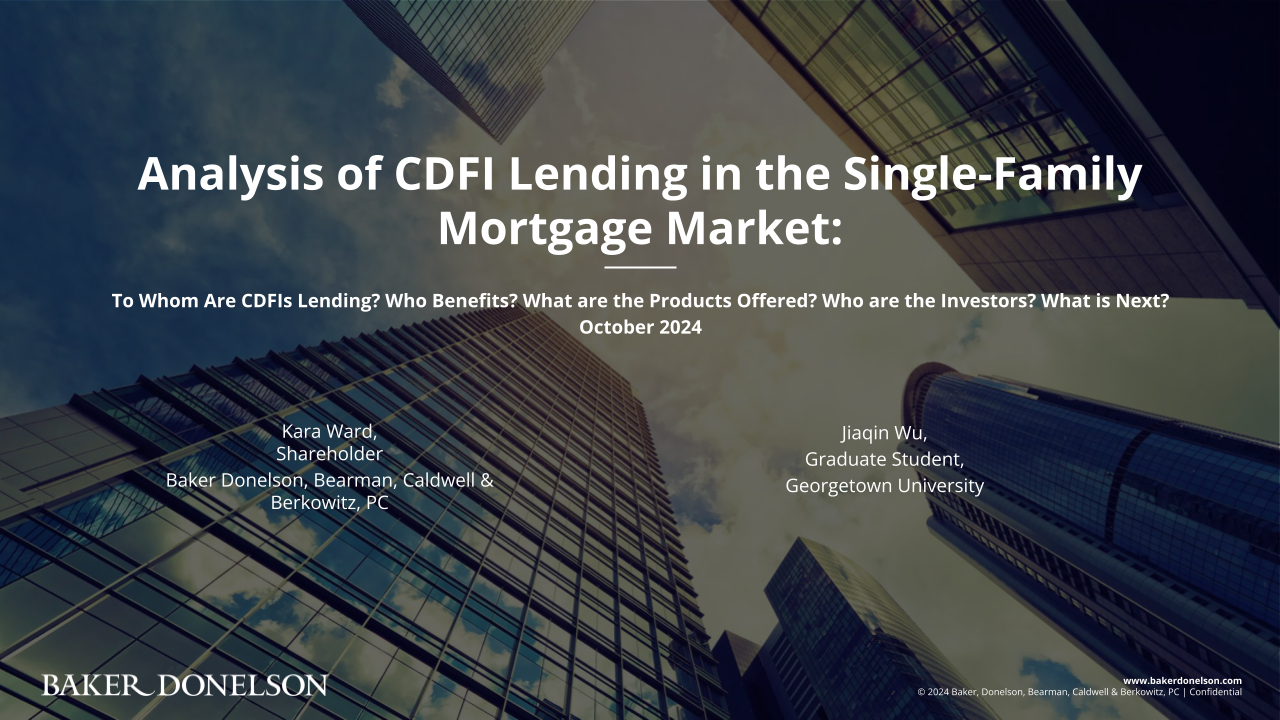 Analysis of CDFI Lending in the Single-Family
Mortgage Market:
To Whom Are CDFIs Lending? Who Benefits? What are the Products Offered? Who are the Investors? What is Next?
October 2024
Kara Ward,
Shareholder
Baker Donelson, Bearman, Caldwell &
Berkowitz, PC
Jiaqin Wu,
Graduate Student,
Georgetown University
BAKER DONELSON
www.bakerdonelson.com
© 2024 Baker, Donelson, Bearman, Caldwell & Berkowitz, PC | Confidential